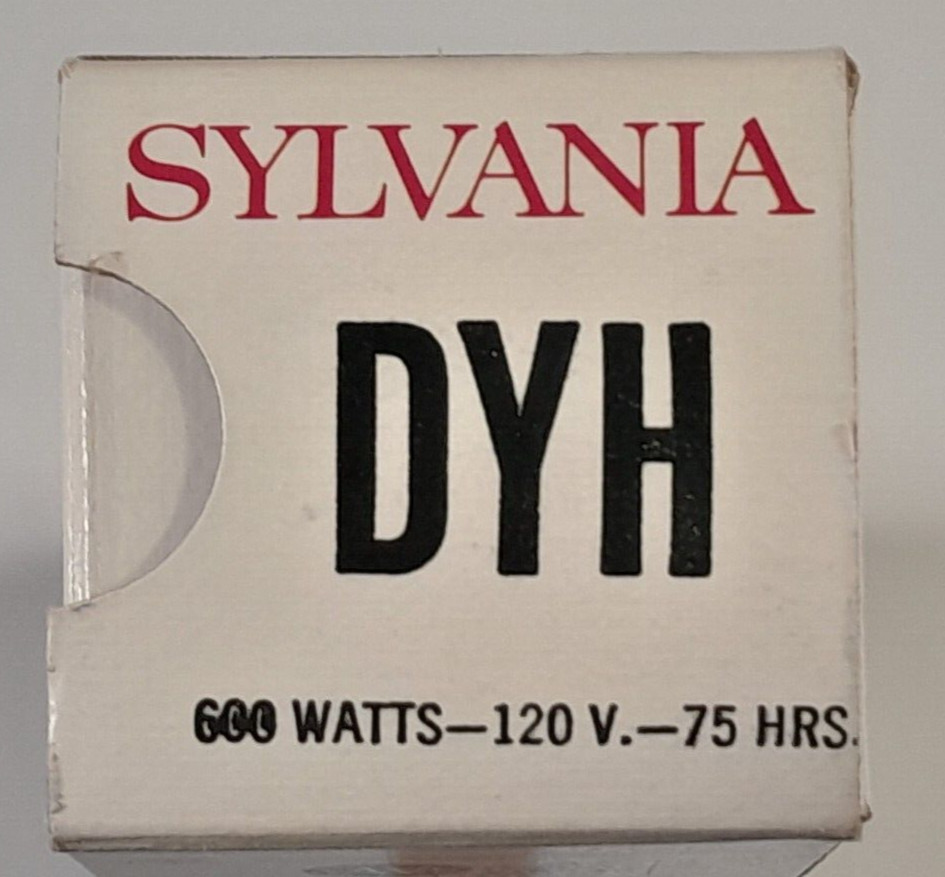 SYLVANIA
DYH
600 WATTS—120 V.—75 HRS.